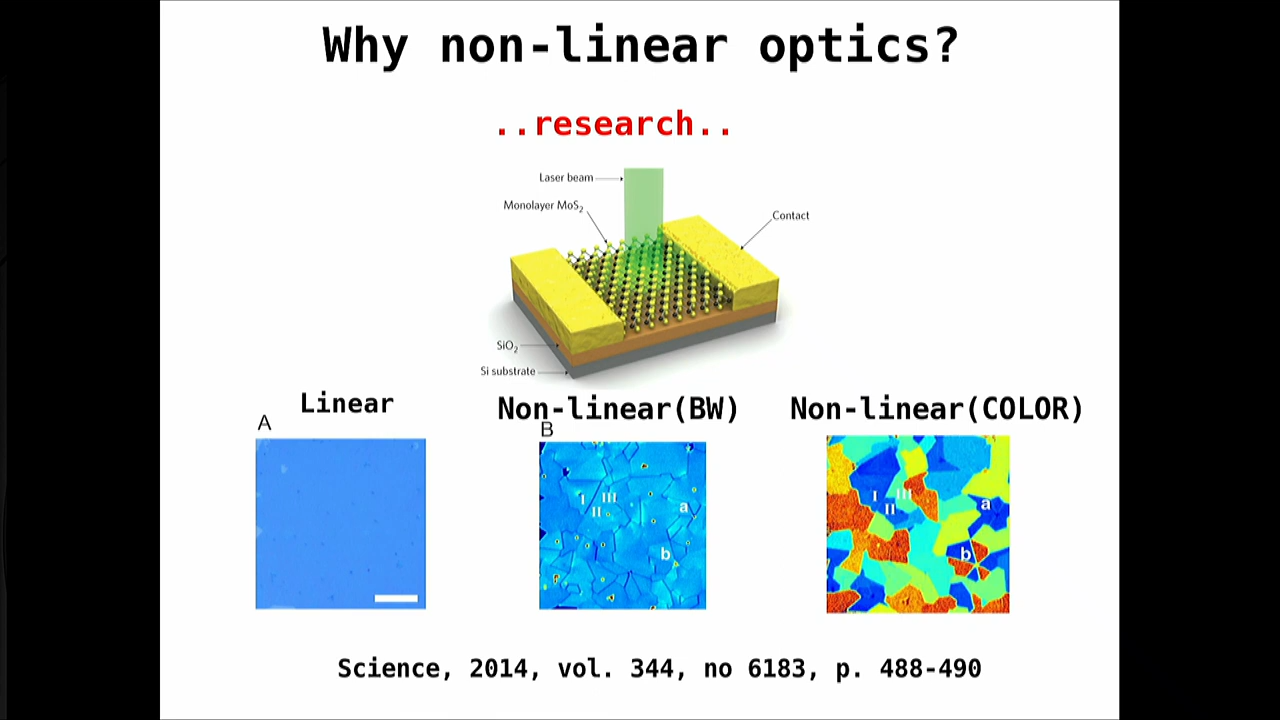 Why non-linear optics?
..research..
Laser beam
Monolayer MoS2
Contact
SiO2
Si substrate
Linear
Non-linear(BW)
Non-linear(COLOR)
A
B
I
III
II
a
b
I
III
II
a
b
Science, 2014, vol. 344, no 6183, p. 488-490